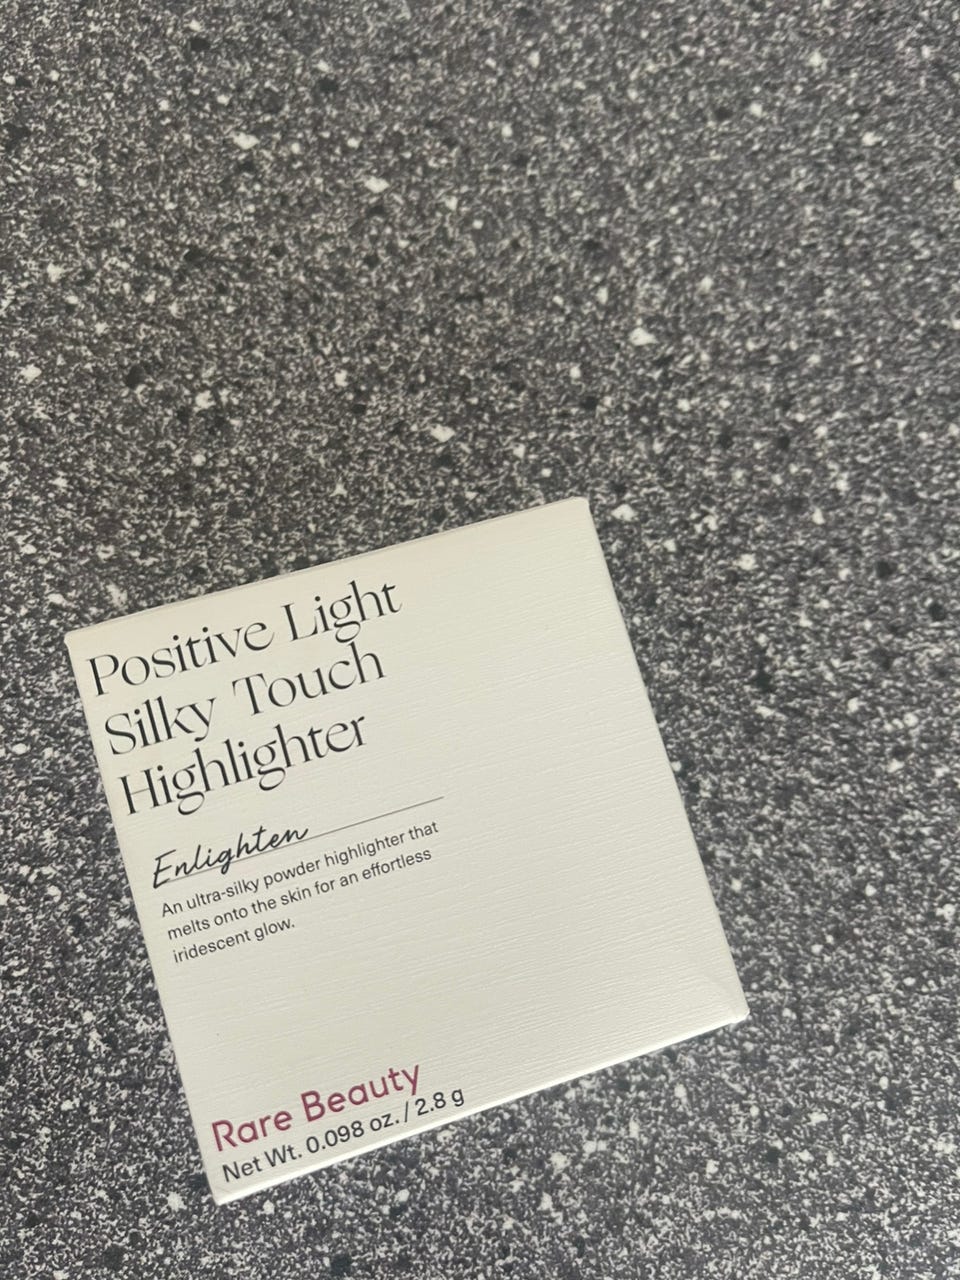 Positive Light
Silky Touch
Highlighter
Enlighten
An ultra-silky powder highlighter that
melts onto the skin for an effortless
iridescent glow.
Rare Beauty
Net Wt. 0.098 oz. / 2.8 g